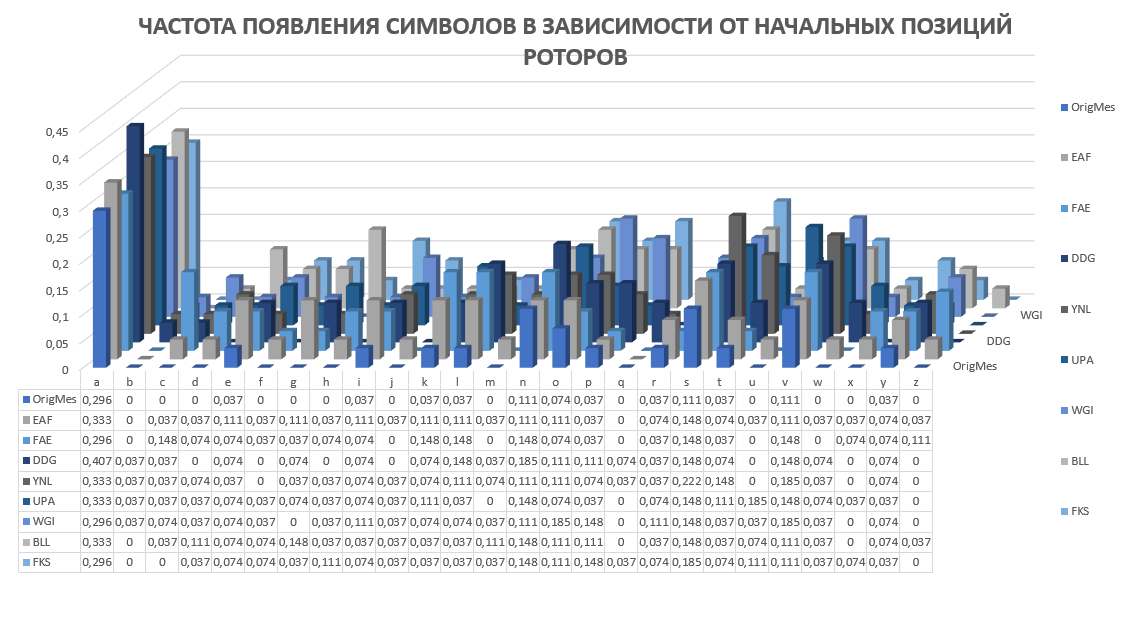 ЧАСТОТА ПОЯВЛЕНИЯ СИМВОЛОВ В ЗАВИСИМОСТИ ОТ НАЧАЛЬНЫХ ПОЗИЦИЙ
РОТОРОВ
0,45
0,4
0,35
0,3
0,25
0,2
0,15
0,1
0,05
0
WGI
DDG
OrigMes
OrigMes
EAF
FAE
DDG
YNL
UPA
WGI
BLL
FKS
a b c d e f g h i j k l m n o p q r s t u v w x y z
OrigMes 0,296 0 0 0 0,037 0 0 0 0,037 0 0,037 0,037 0 0,111 0,074 0,037 0 0,037 0,111 0,037 0 0,111 0 0 0,037 0
EAF 0,333 0 0,037 0,037 0,111 0,037 0,111 0,037 0,111 0,037 0,111 0,111 0,037 0,111 0,111 0,037 0 0,074 0,148 0,074 0,037 0,111 0,037 0,037 0,074 0,037
FAE 0,296 0 0,148 0,074 0,074 0,037 0,037 0,074 0,074 0 0,148 0,148 0 0,148 0,074 0,037 0 0,037 0,148 0,037 0 0,148 0 0,074 0,074 0,111
DDG 0,407 0,037 0,037 0 0,074 0 0,074 0 0,074 0 0,074 0,148 0,037 0,185 0,111 0,111 0,074 0,037 0,148 0,074 0 0,148 0,074 0 0,074 0
YNL 0,333 0,037 0,037 0,074 0,037 0 0,037 0,037 0,074 0,037 0,037 0,111 0,074 0,111 0,111 0,074 0,037 0,037 0,222 0,148 0 0,185 0,037 0 0,074 0
UPA 0,333 0,037 0,037 0,037 0,074 0,037 0,074 0,037 0,074 0,037 0,111 0,037 0 0,148 0,074 0,037 0 0,074 0,148 0,111 0,185 0,148 0,074 0,037 0,037 0
WGI 0,296 0,037 0,074 0,037 0,074 0,037 0 0,037 0,111 0,037 0,074 0,074 0,037 0,111 0,185 0,148 0 0,111 0,148 0,037 0,037 0,185 0,037 0 0,074 0
BLL 0,333 0 0,037 0,111 0,074 0,074 0,148 0,037 0,037 0,037 0,037 0,037 0,111 0,148 0,111 0,111 0 0,037 0,148 0,037 0,074 0,111 0,037 0 0,074 0,037
FKS 0,296 0 0 0,037 0,074 0,074 0,037 0,111 0,074 0,037 0,037 0,037 0,037 0,148 0,111 0,148 0,037 0,074 0,185 0,074 0,111 0,111 0,037 0,074 0,037 0